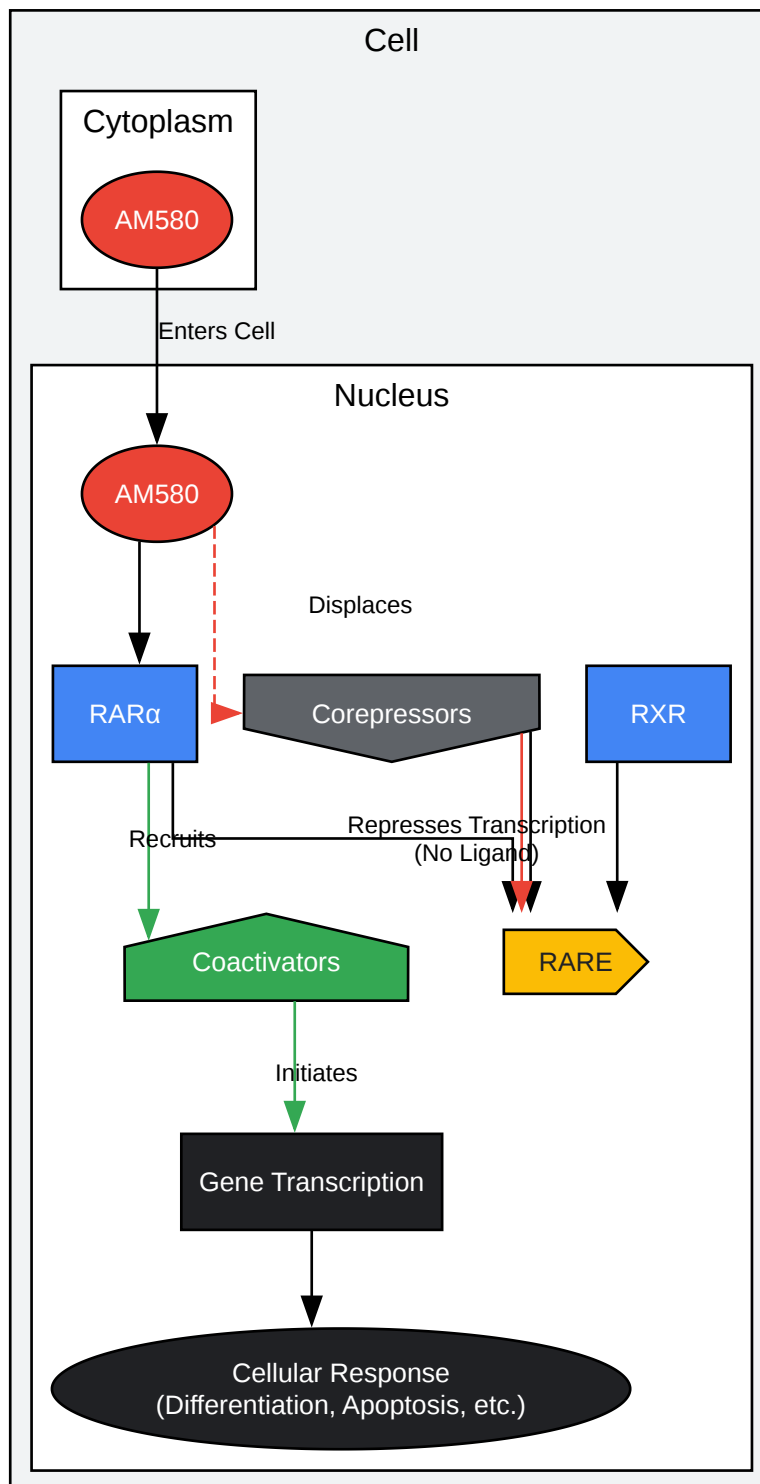 Cell
Cytoplasm
AM580
Enters Cell
Nucleus
AM580
Displaces
RARα
Corepressors
RXR
Recruits
Represses Transcription
(No Ligand)
Coactivators
RARE
Initiates
Gene Transcription
Cellular Response
(Differentiation, Apoptosis, etc.)